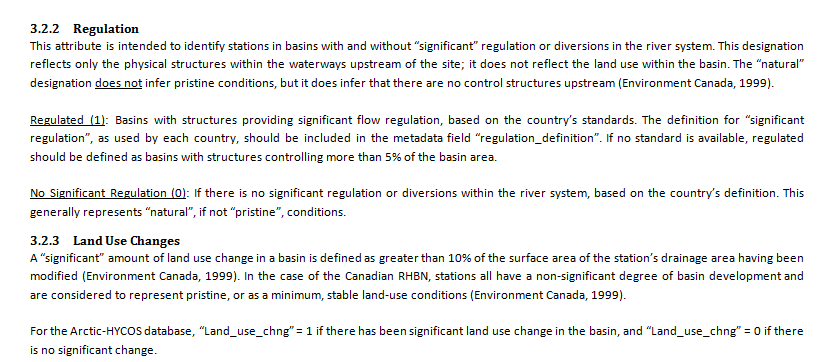 3.2.2 Regulation
This attribute is intended to identify stations in basins with and without “significant” regulation or diversions in the river system. This designation
reflects only the physical structures within the waterways upstream of the site; it does not reflect the land use within the basin. The “natural”
designation does not infer pristine conditions, but it does infer that there are no control structures upstream (Environment Canada, 1999).
Regulated (1): Basins with structures providing significant flow regulation, based on the country’s standards. The definition for “significant
regulation”, as used by each country, should be included in the metadata field “regulation_definition”. If no standard is available, regulated
should be defined as basins with structures controlling more than 5% of the basin area.
No Significant Regulation (0): If there is no significant regulation or diversions within the river system, based on the country’s definition. This
generally represents “natural”, if not “pristine”, conditions.
3.2.3 Land Use Changes
A “significant” amount of land use change in a basin is defined as greater than 10% of the surface area of the station’s drainage area having been
modified (Environment Canada, 1999). In the case of the Canadian RHBN, stations all have a non-significant degree of basin development and
are considered to represent pristine, or as a minimum, stable land-use conditions (Environment Canada, 1999).
For the Arctic-HYCOS database, “Land_use_chng” = 1 if there has been significant land use change in the basin, and “Land_use_chng” = 0 if there
is no significant change.